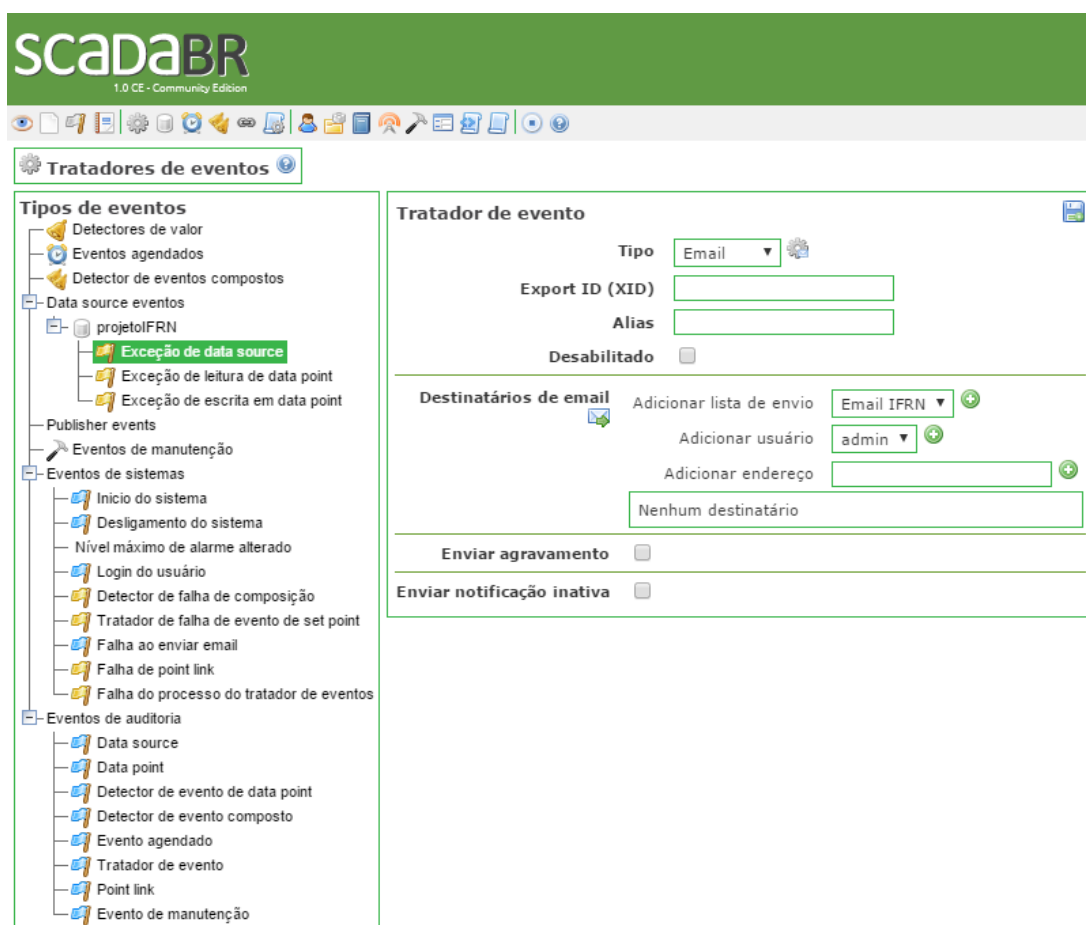 SCADABR
1.0 CE - Community Edition
Tratadores de eventos
Tipos de eventos
Detectores de valor
Eventos agendados
Detector de eventos compostos
Data source eventos
projetoIFRN
Exceção de data source
Exceção de leitura de data point
Exceção de escrita em data point
Publisher events
Eventos de manutenção
Eventos de sistemas
Inicio do sistema
Desligamento do sistema
Nível máximo de alarme alterado
Login do usuário
Detector de falha de composição
Tratador de falha de evento de set point
Falha ao enviar email
Falha de point link
Falha do processo do tratador de eventos
Eventos de auditoria
Data source
Data point
Detector de evento de data point
Detector de evento composto
Evento agendado
Tratador de evento
Point link
Evento de manutenção
Tratador de evento
Tipo Email
Export ID (XID)
Alias
Desabilitado
Destinatários de email
Adicionar lista de envio Email IFRN
Adicionar usuário admin
Adicionar endereço
Nenhum destinatário
Enviar agravamento
Enviar notificação inativa